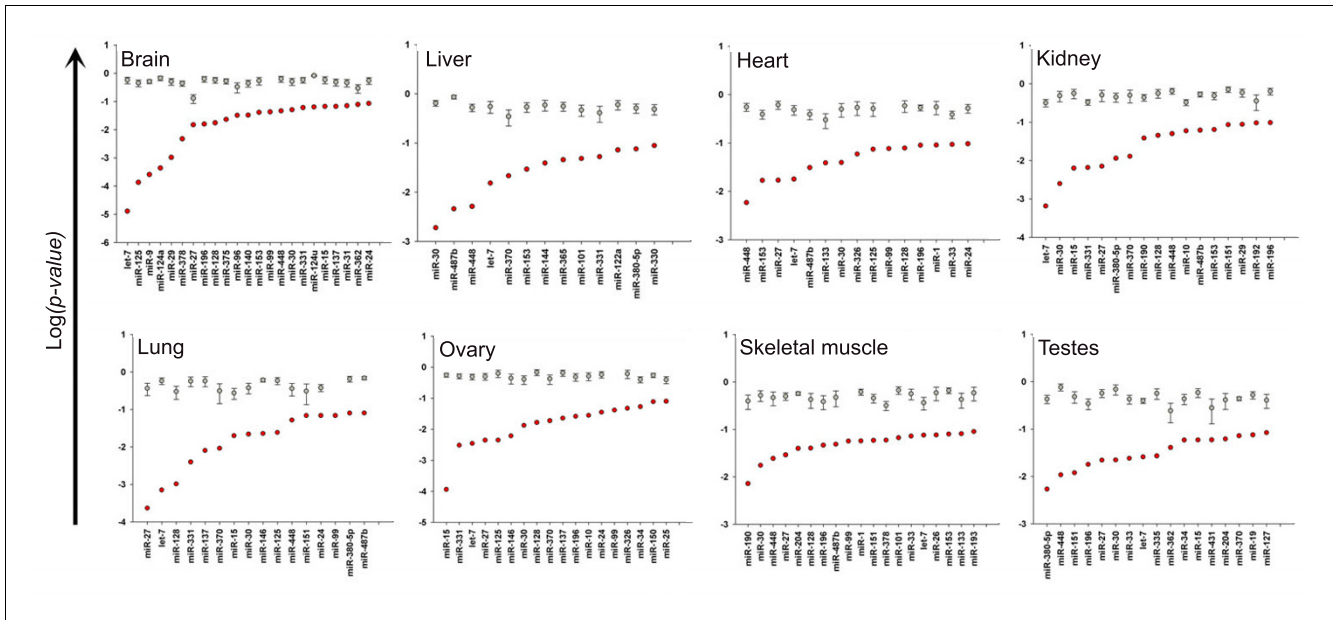 Log(p-value)
Brain
1
0
-1
-2
-3
-4
-5
-6
let-7
miR-125
miR-9
miR-124a
miR-29
miR-378
miR-27
miR-196
miR-128
miR-375
miR-96
miR-140
miR-153
miR-99
miR-448
miR-30
miR-331
miR-124u
miR-15
miR-137
miR-31
miR-362
miR-24
Liver
1
0
-1
-2
-3
miR-30
miR-487b
miR-448
let-7
miR-370
miR-153
miR-144
miR-365
miR-101
miR-331
miR-122a
miR-380-5p
miR-330
Heart
1
0
-1
-2
-3
miR-448
miR-153
miR-27
let-7
miR-487b
miR-133
miR-30
miR-326
miR-125
miR-99
miR-128
miR-196
miR-1
miR-33
miR-24
Kidney
1
0
-1
-2
-3
-4
let-7
miR-30
miR-15
miR-331
miR-27
miR-380-5p
miR-370
miR-190
miR-128
miR-448
miR-10
miR-487b
miR-153
miR-151
miR-29
miR-192
miR-196
Lung
1
0
-1
-2
-3
-4
miR-27
let-7
miR-128
miR-331
miR-137
miR-370
miR-15
miR-30
miR-146
miR-125
miR-448
miR-151
miR-24
miR-99
miR-380-5p
miR-487b
Ovary
1
0
-1
-2
-3
-4
-5
miR-15
miR-331
let-7
miR-27
miR-125
miR-146
miR-30
miR-128
miR-370
miR-137
miR-196
miR-10
miR-24
miR-99
miR-326
miR-34
miR-150
miR-25
Skeletal muscle
1
0
-1
-2
-3
miR-190
miR-30
miR-448
miR-27
miR-204
miR-128
miR-196
miR-487b
miR-99
miR-1
miR-151
miR-378
miR-101
miR-33
let-7
miR-26
miR-153
miR-133
miR-193
Testes
1
0
-1
-2
-3
miR-380-5p
miR-448
miR-151
miR-196
miR-27
miR-30
miR-33
let-7
miR-335
miR-362
miR-34
miR-15
miR-431
miR-204
miR-370
miR-19
miR-127